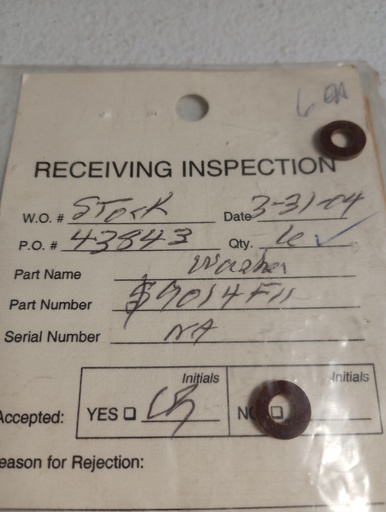 6 EA
RECEIVING INSPECTION
W.O. # Stock Date 3-31-04
P.O. # 43843 Qty. 6 ✓
Part Name Washer
Part Number
Serial Number NA
Initials Initials
Accepted: YES ☐ NO ☐
eason for Rejection: